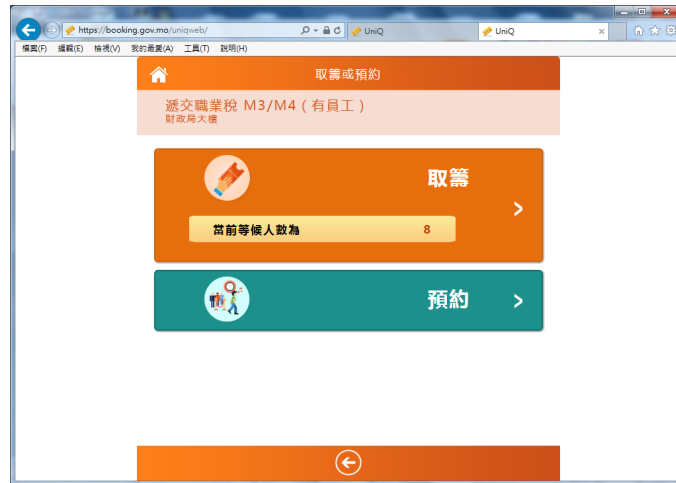 https://booking.gov.mo/uniqweb/
UniQ
UniQ
檔案(F) 編輯(E) 檢視(V) 我的最愛(A) 工具(T) 說明(H)
取籌或預約
遞交職業稅 M3/M4 ( 有員工 )
財政局大樓
取籌
當前等候人數為 8
預約